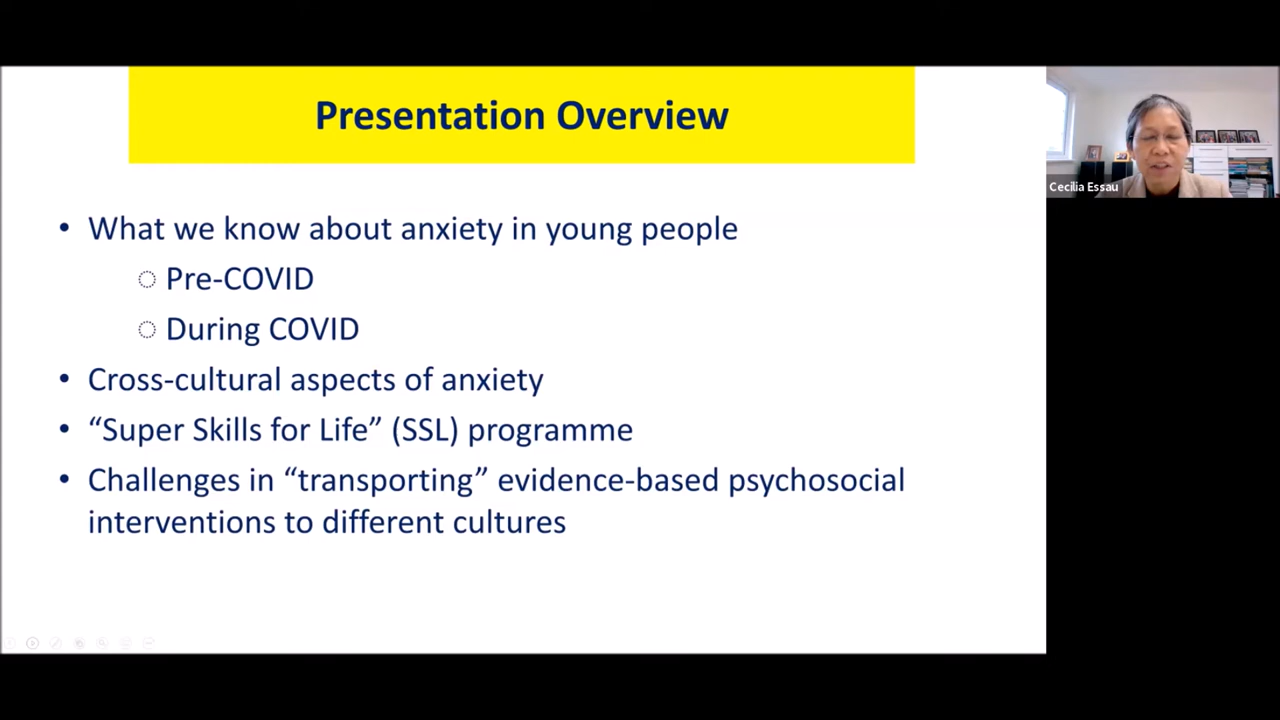 Presentation Overview
• What we know about anxiety in young people
◌ Pre-COVID
◌ During COVID
• Cross-cultural aspects of anxiety
• “Super Skills for Life” (SSL) programme
• Challenges in “transporting” evidence-based psychosocial
interventions to different cultures
Cecilia Essau